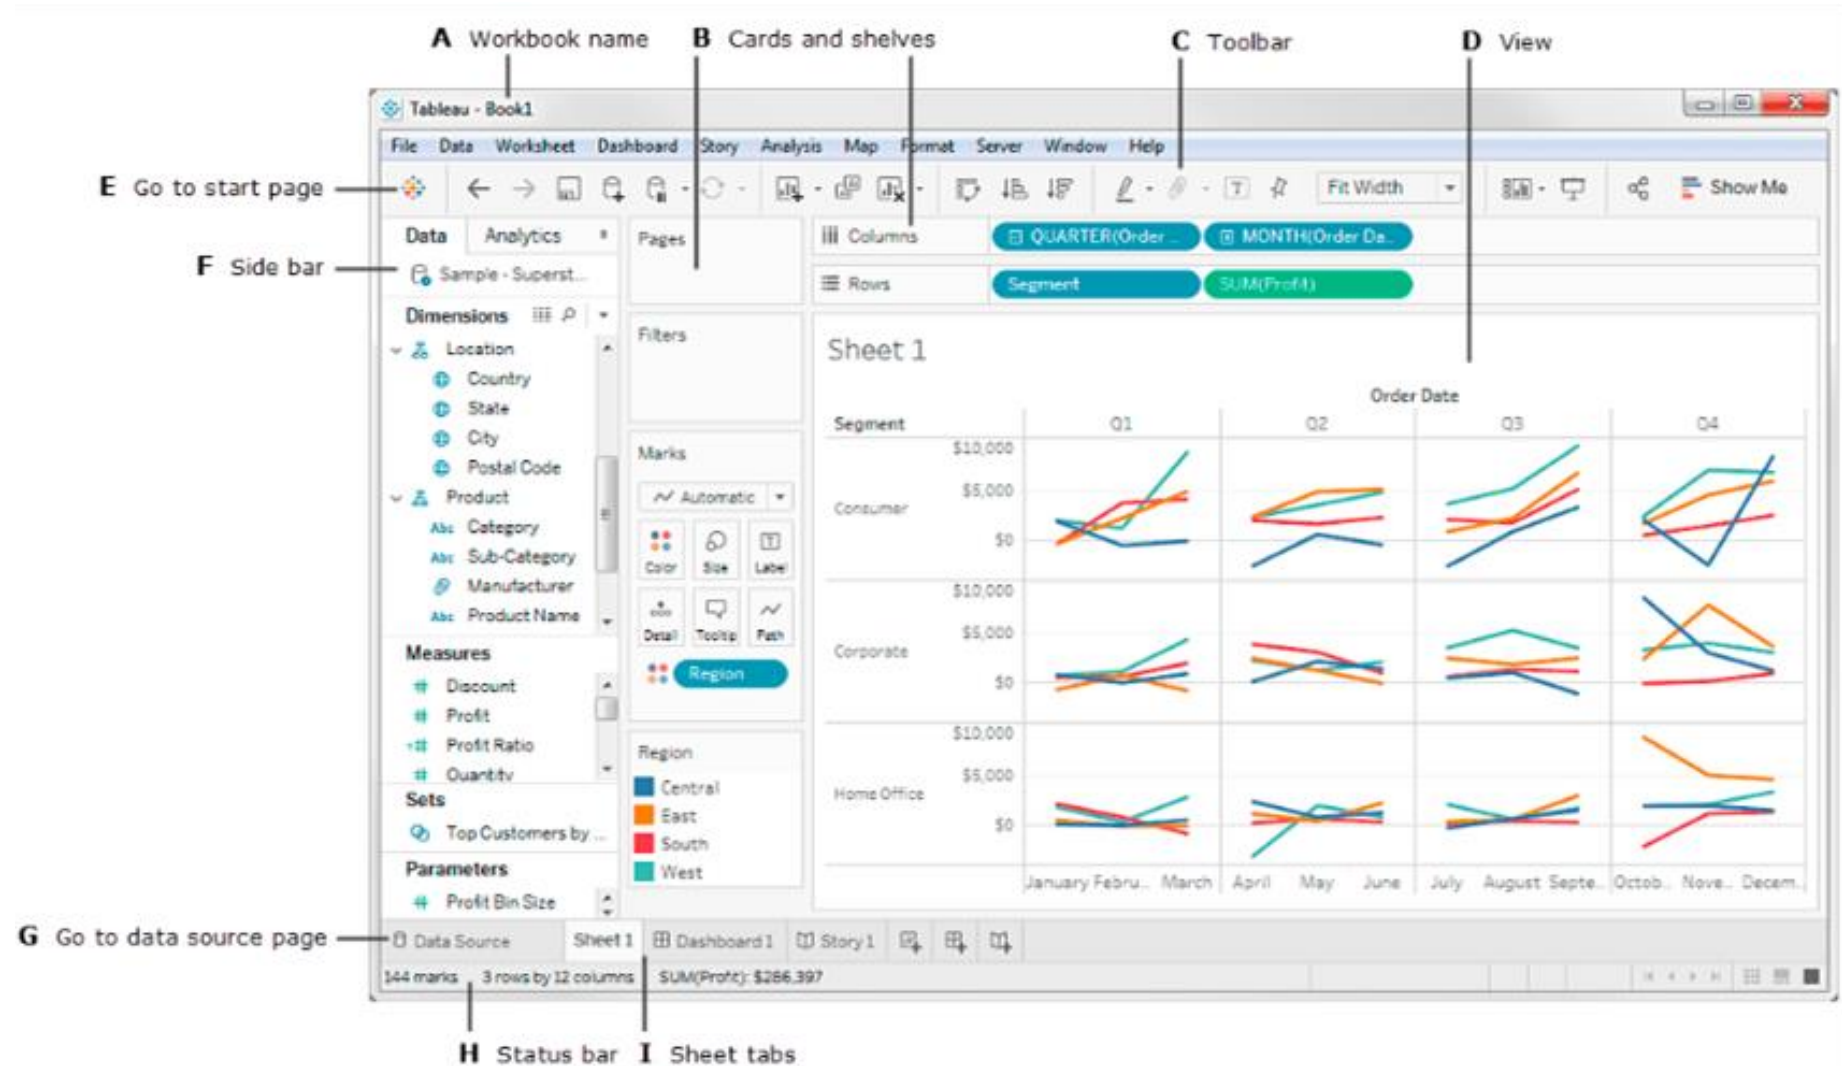 A Workbook name
B Cards and shelves
C Toolbar
D View
Tableau - Book1
File Data Worksheet Dashboard Story Analysis Map Format Server Window Help
E Go to start page
Fit Width
Show Me
Data Analytics
Pages
Columns
QUARTER(Order ..
MONTH(Order Da..
F Side bar
Sample - Superst...
Rows
Segment
SUM(Profit)
Dimensions
Location
Country
State
City
Postal Code
Product
Abc Category
Abc Sub-Category
Manufacturer
Abc Product Name
Measures
Discount
Profit
Profit Ratio
Quantity
Sets
Top Customers by ...
Parameters
Profit Bin Size
Filters
Marks
Automatic
Color Size Label
Detail Tooltip Path
Region
Region
Central
East
South
West
Sheet 1
Order Date
Segment Q1 Q2 Q3 Q4
Consumer
$10,000
$5,000
$0
Corporate
$10,000
$5,000
$0
Home Office
$10,000
$5,000
$0
January Febru.. March April May June July August Septe.. Octob.. Nove.. Decem..
G Go to data source page
Data Source Sheet 1 Dashboard 1 Story 1
144 marks 3 rows by 12 columns SUM(Profit): $286,397
H Status bar
I Sheet tabs